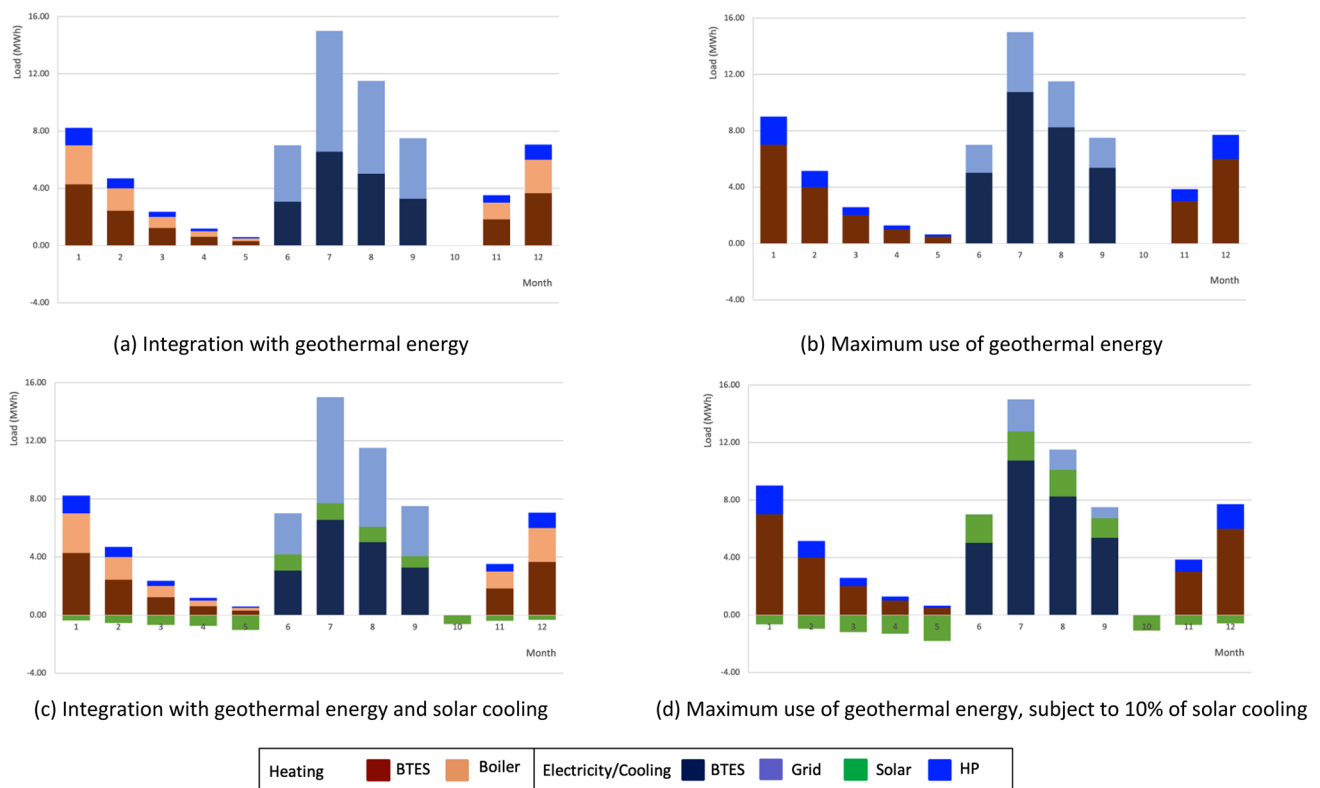 16.00
12.00
8.00
4.00
0.00
-4.00
Load (MWh)
1 2 3 4 5 6 7 8 9 10 11 12
Month
(a) Integration with geothermal energy
16.00
12.00
8.00
4.00
0.00
-4.00
Load (MWh)
1 2 3 4 5 6 7 8 9 10 11 12
Month
(b) Maximum use of geothermal energy
16.00
12.00
8.00
4.00
0.00
-4.00
Load (MWh)
1 2 3 4 5 6 7 8 9 10 11 12
Month
(c) Integration with geothermal energy and solar cooling
16.00
12.00
8.00
4.00
0.00
-4.00
Load (MWh)
1 2 3 4 5 6 7 8 9 10 11 12
Month
(d) Maximum use of geothermal energy, subject to 10% of solar cooling
Heating BTES Boiler Electricity/Cooling BTES Grid Solar HP